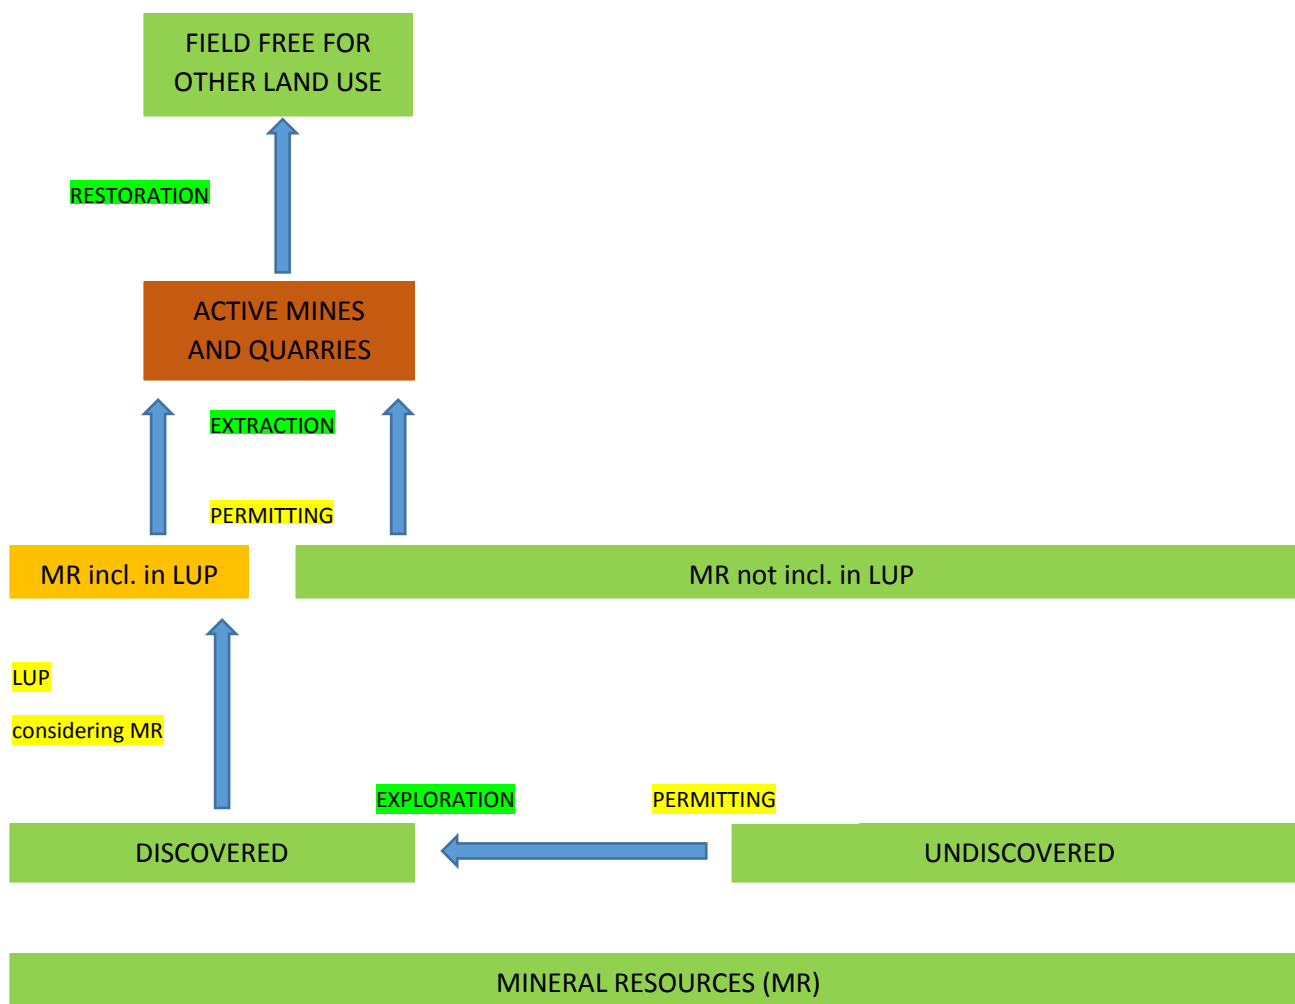 FIELD FREE FOR
OTHER LAND USE
RESTORATION
ACTIVE MINES
AND QUARRIES
EXTRACTION
PERMITTING
MR incl. in LUP
MR not incl. in LUP
LUP
considering MR
EXPLORATION
PERMITTING
DISCOVERED
UNDISCOVERED
MINERAL RESOURCES (MR)